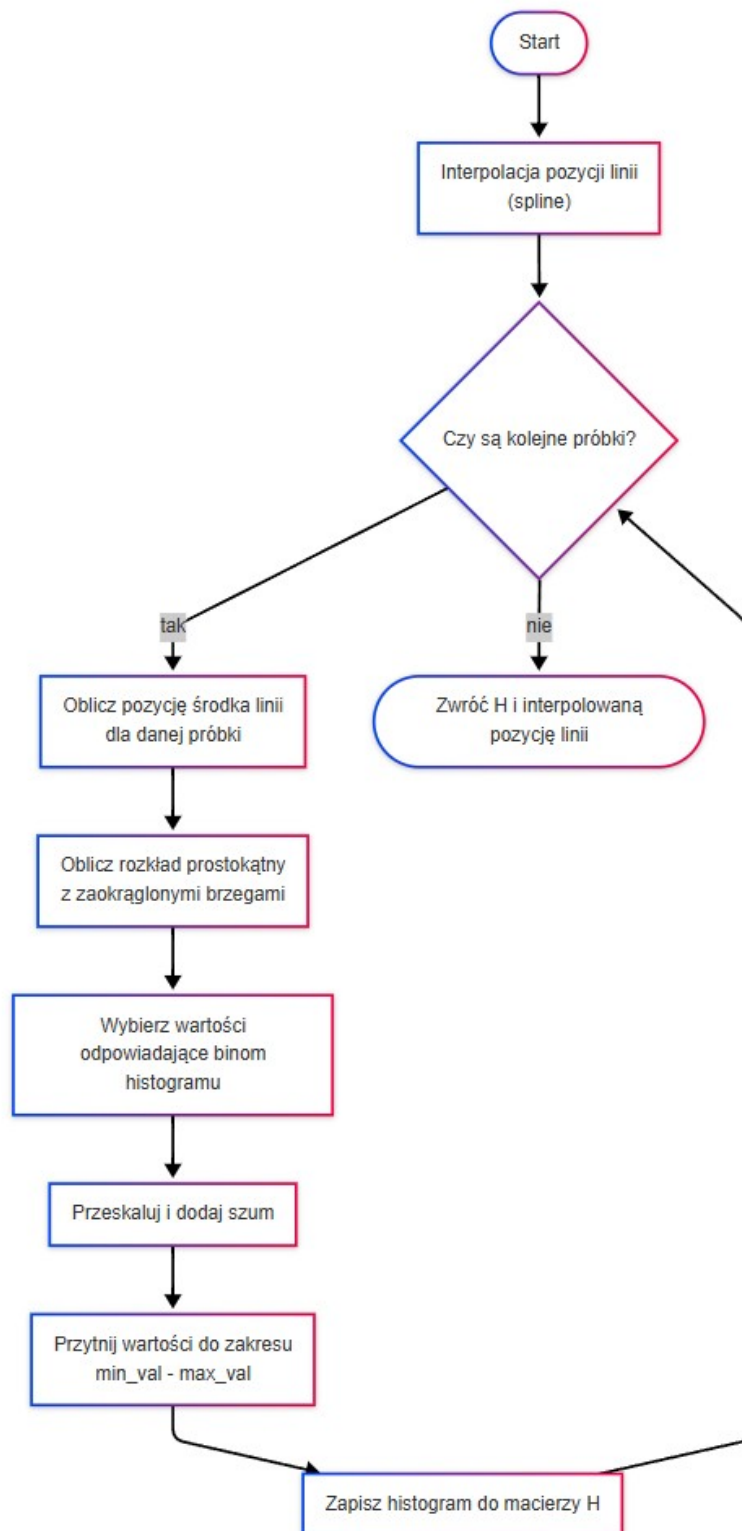 Start
Interpolacja pozycji linii
(spline)
Czy są kolejne próbki?
tak
nie
Oblicz pozycję środka linii
dla danej próbki
Zwróć H i interpolowaną
pozycję linii
Oblicz rozkład prostokątny
z zaokrąglonymi brzegami
Wybierz wartości
odpowiadające binom
histogramu
Przeskaluj i dodaj szum
Przytnij wartości do zakresu
min_val - max_val
Zapisz histogram do macierzy H